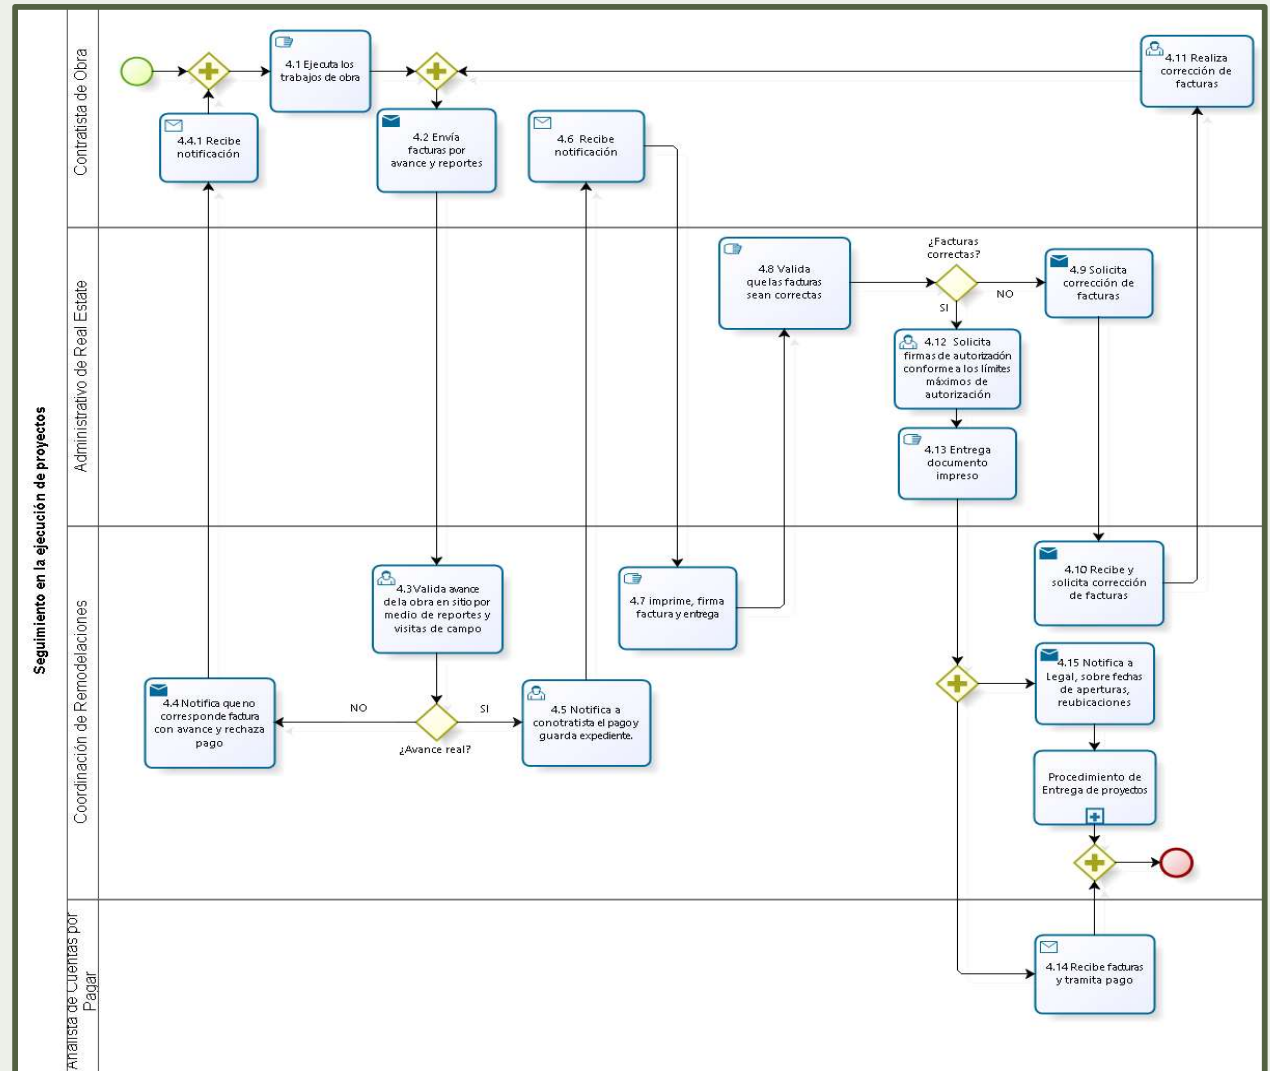 Seguimiento en la ejecución de proyectos
Contratista de Obra
4.1 Ejecuta los
trabajos de obra
4.4.1 Recibe
notificación
4.2 Envía
facturas por
avance y reportes
4.6 Recibe
notificación
4.11 Realiza
corrección de
facturas
Administrativo de Real Estate
4.8 Valida
que las facturas
sean correctas
¿Facturas
correctas?
NO
SI
4.9 Solicita
corrección de
facturas
4.12 Solicita
firmas de autorización
conforme a los límites
máximos de
autorización
4.13 Entrega
documento
impreso
Coordinación de Remodelaciones
4.3 Valida avance
de la obra en sitio por
medio de reportes y
visitas de campo
4.7 imprime, firma
factura y entrega
4.10 Recibe y
solicita corrección
de facturas
4.4 Notifica que no
corresponde factura
con avance y rechaza
pago
NO
SI
¿Avance real?
4.5 Notifica a
conotratista el pago y
guarda expediente.
4.15 Notifica a
Legal, sobre fechas
de aperturas,
reubicaciones
Procedimiento de
Entrega de proyectos
Analista de Cuentas por
Pagar
4.14 Recibe facturas
y tramita pago